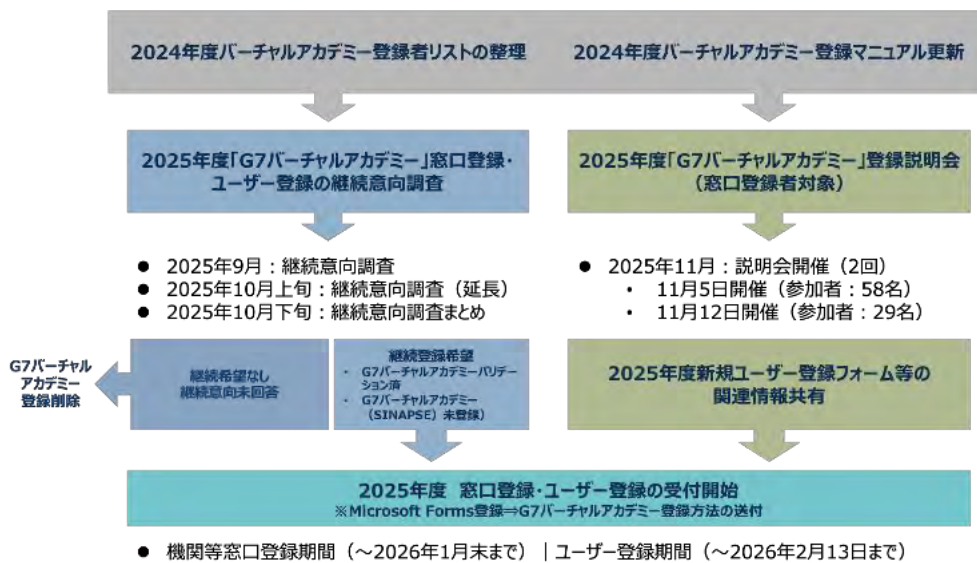 2024年度バーチャルアカデミー登録者リストの整理
2024年度バーチャルアカデミー登録マニュアル更新
2025年度「G7バーチャルアカデミー」窓口登録・
ユーザー登録の継続意向調査
2025年度「G7バーチャルアカデミー」登録説明会
（窓口登録者対象）
● 2025年9月：継続意向調査
● 2025年10月上旬：継続意向調査（延長）
● 2025年10月下旬：継続意向調査まとめ
● 2025年11月：説明会開催（2回）
・ 11月5日開催（参加者：58名）
・ 11月12日開催（参加者：29名）
G7バーチャル
アカデミー
登録削除
継続希望なし
継続意向未回答
継続登録希望
・ G7バーチャルアカデミーバリデー
ション済
・ G7バーチャルアカデミー
（SINAPSE）未登録）
2025年度新規ユーザー登録フォーム等の
関連情報共有
2025年度 窓口登録・ユーザー登録の受付開始
※Microsoft Forms登録⇒G7バーチャルアカデミー登録方法の送付
● 機関等窓口登録期間（～2026年1月末まで）｜ユーザー登録期間（～2026年2月13日まで）